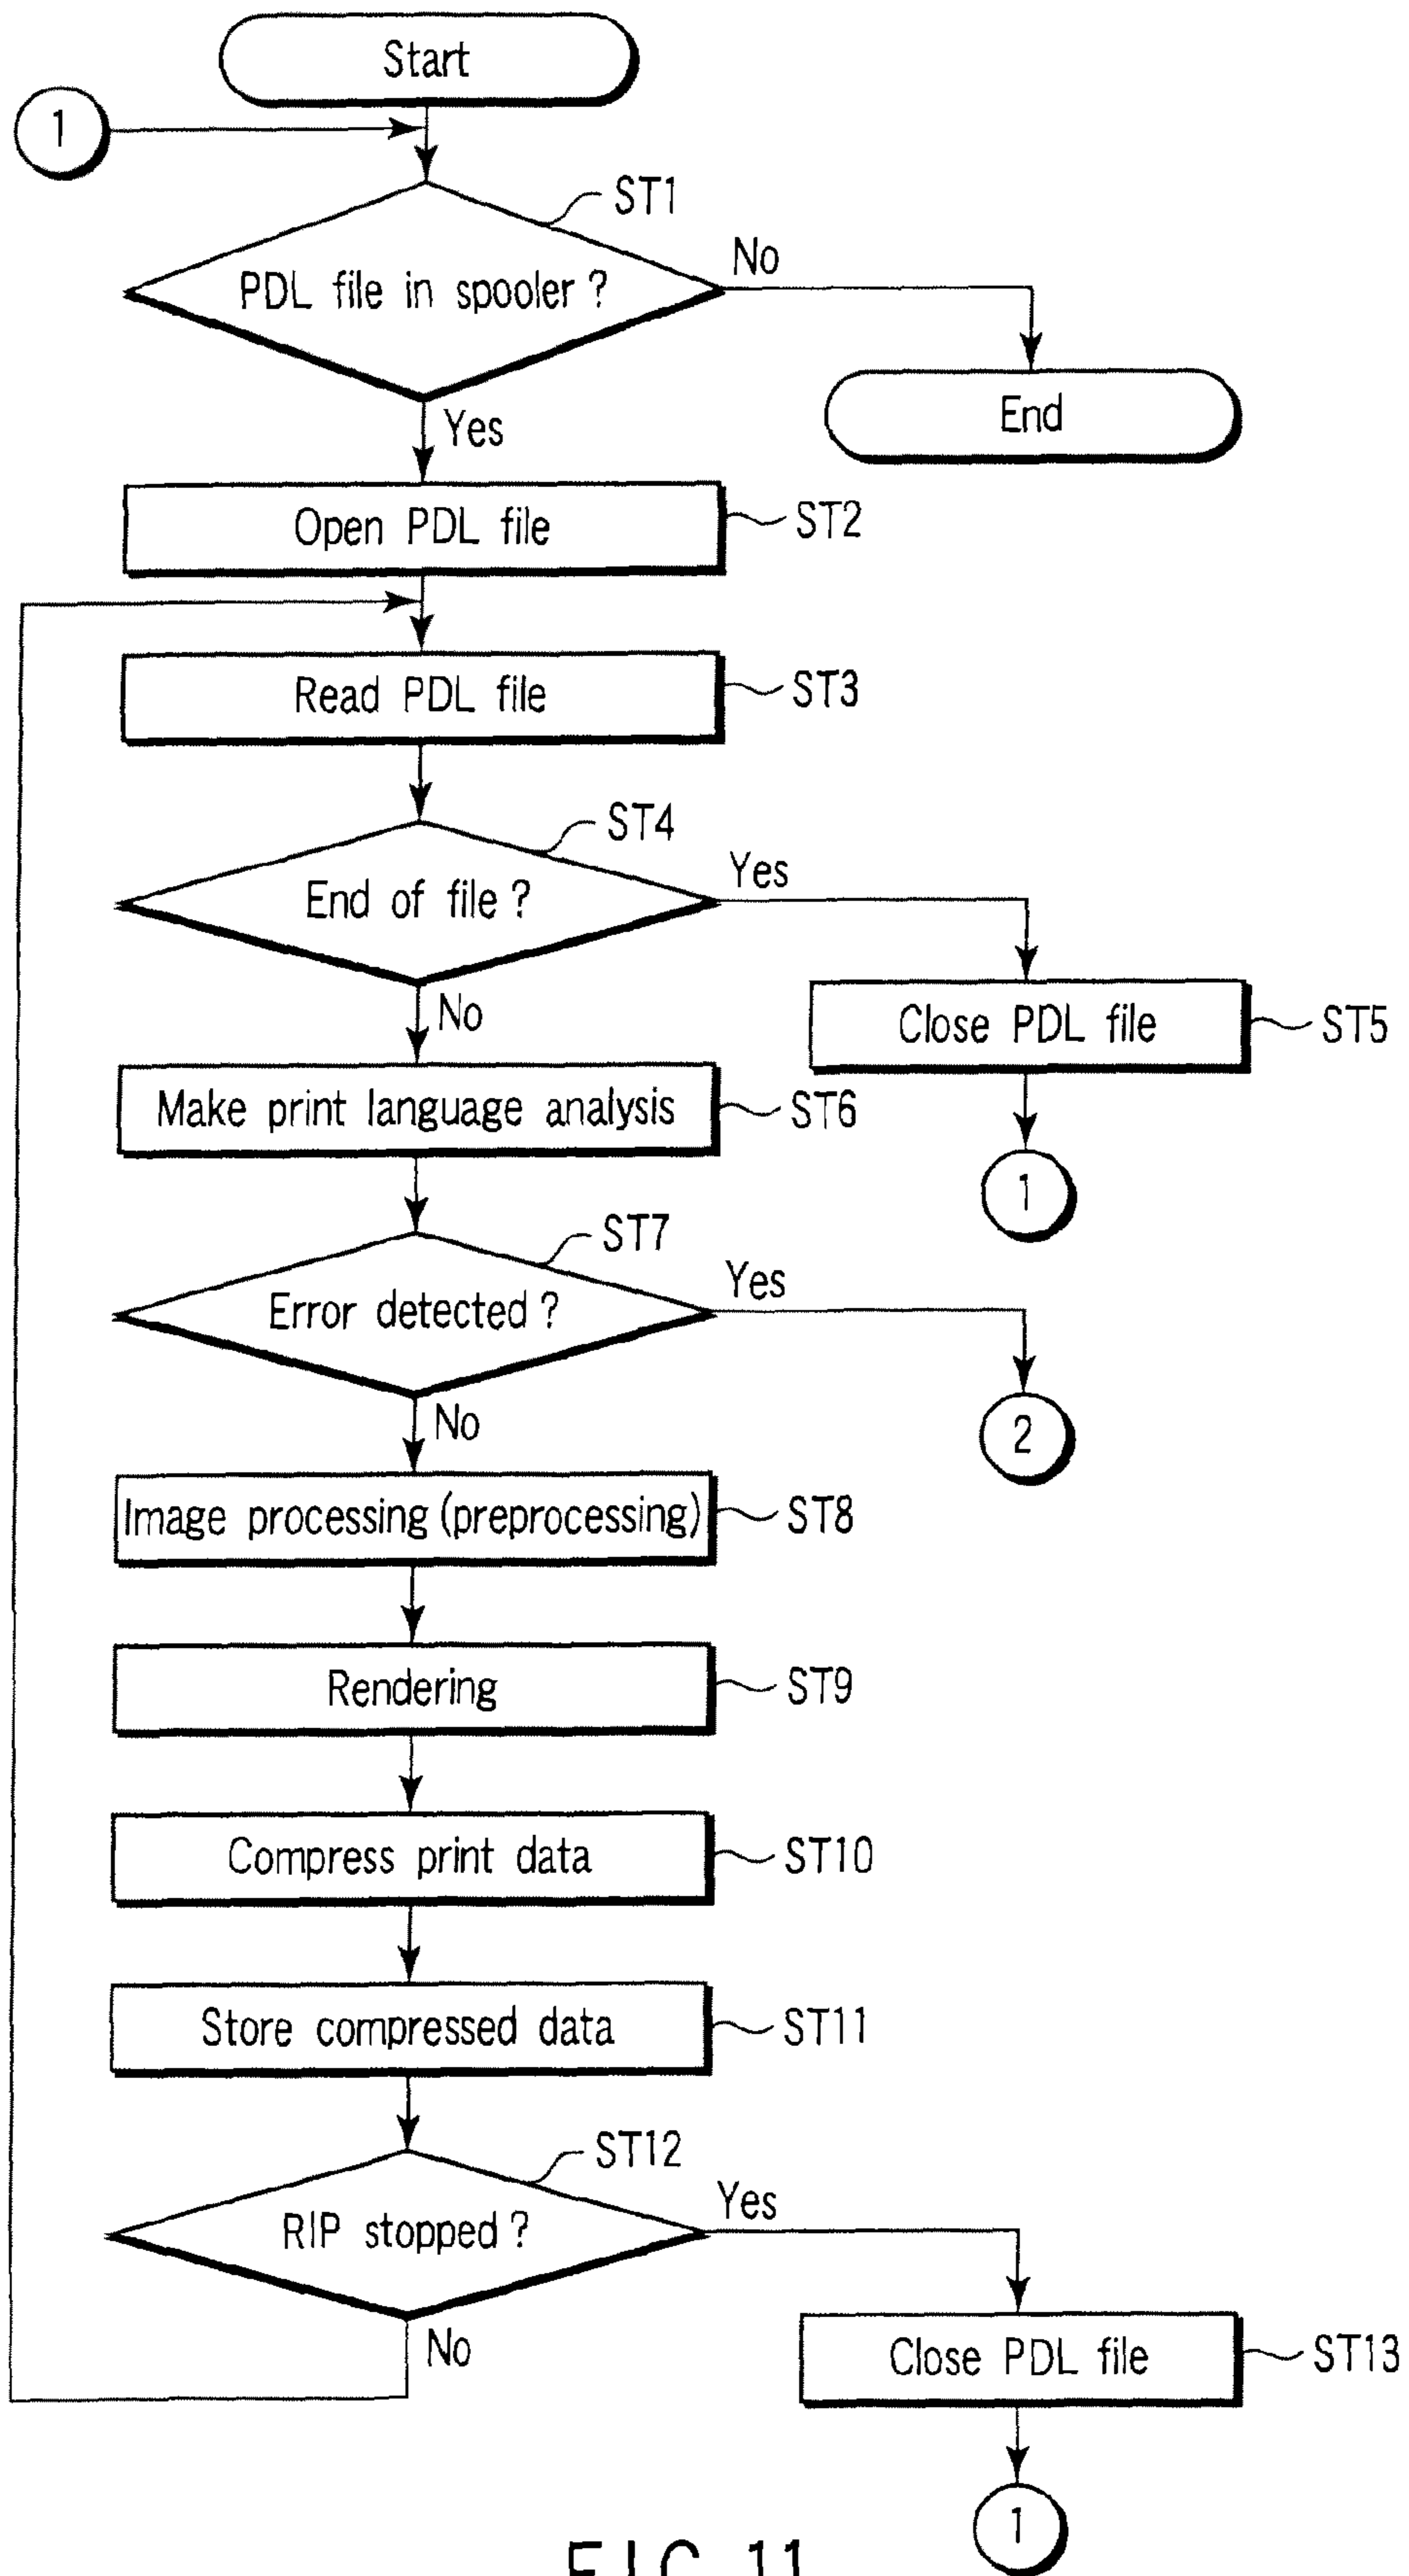 Start
1
ST1
PDL file in spooler ?
No
End
Yes
Open PDL file
ST2
Read PDL file
ST3
ST4
End of file ?
Yes
No
Close PDL file
ST5
Make print language analysis
ST6
1
ST7
Error detected ?
Yes
No
2
Image processing (preprocessing)
ST8
Rendering
ST9
Compress print data
ST10
Store compressed data
ST11
ST12
RIP stopped ?
Yes
No
Close PDL file
ST13
1
FIG. 11